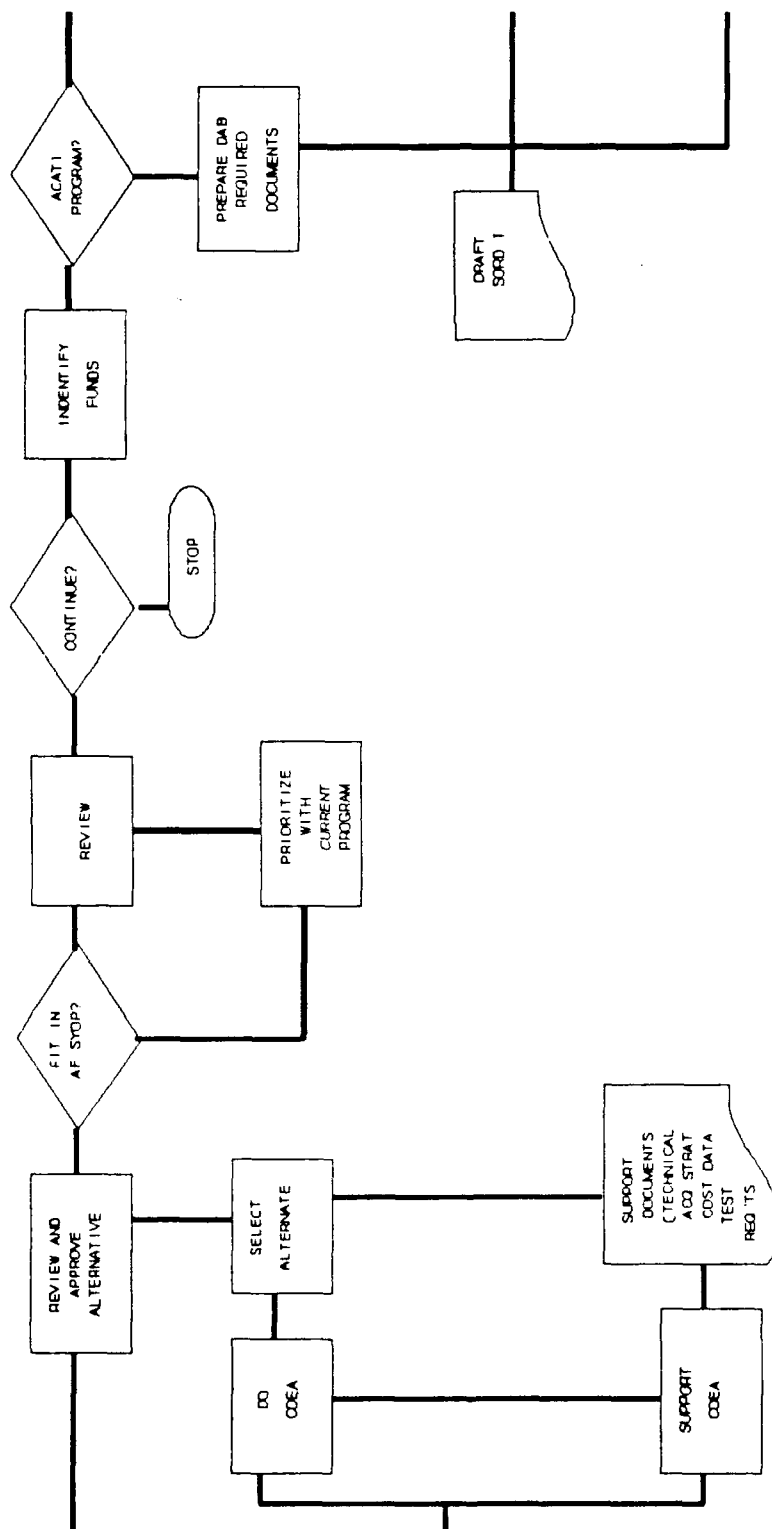 REVIEW AND
APPROVE
ALTERNATIVE
FIT IN
AF SYOP?
REVIEW
CONTINUE?
INDENTIFY
FUNDS
ACATI
PROGRAM?
DO
COEA
SELECT
ALTERNATE
PRIORITIZE
WITH
CURRENT
PROGRAM
STOP
PREPARE DAB
REQUIRED
DOCUMENTS
SUPPORT
COEA
SUPPORT
DOCUMENTS
(TECHNICAL
ACQ STRAT
COST DATA
TEST
REQ'TS
DRAFT
SORD I